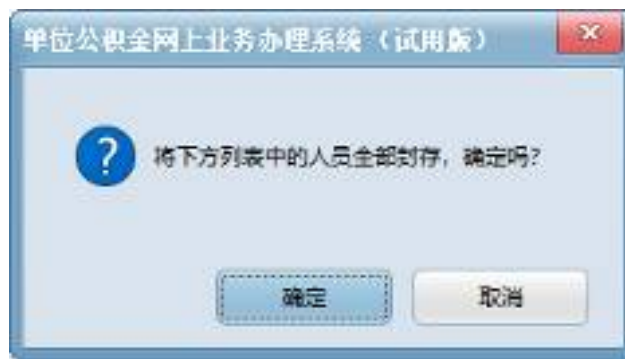 单位公积金网上业务办理系统（试用版）
将下方列表中的人员全部封存，确定吗？
确定
取消